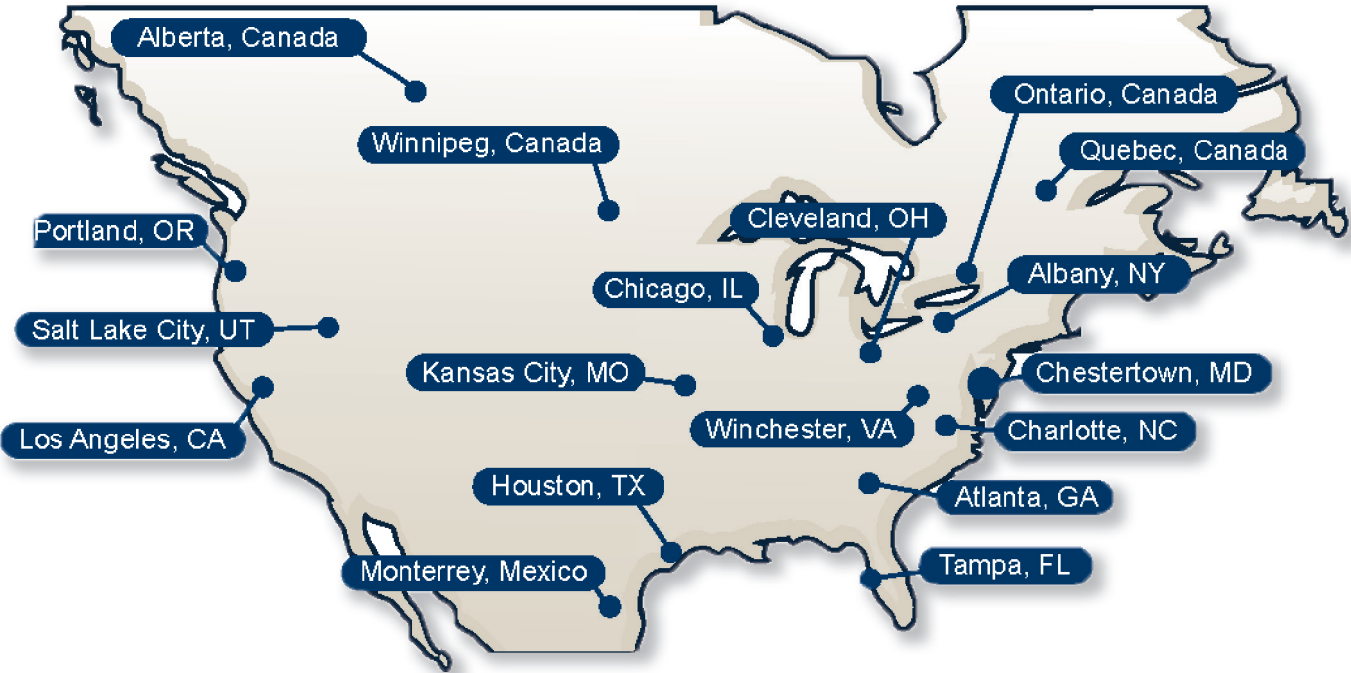 Alberta, Canada
Ontario, Canada
Winnipeg, Canada
Quebec, Canada
Cleveland, OH
Portland, OR
Albany, NY
Chicago, IL
Salt Lake City, UT
Kansas City, MO
Chestertown, MD
Winchester, VA
Charlotte, NC
Los Angeles, CA
Houston, TX
Atlanta, GA
Tampa, FL
Monterrey, Mexico